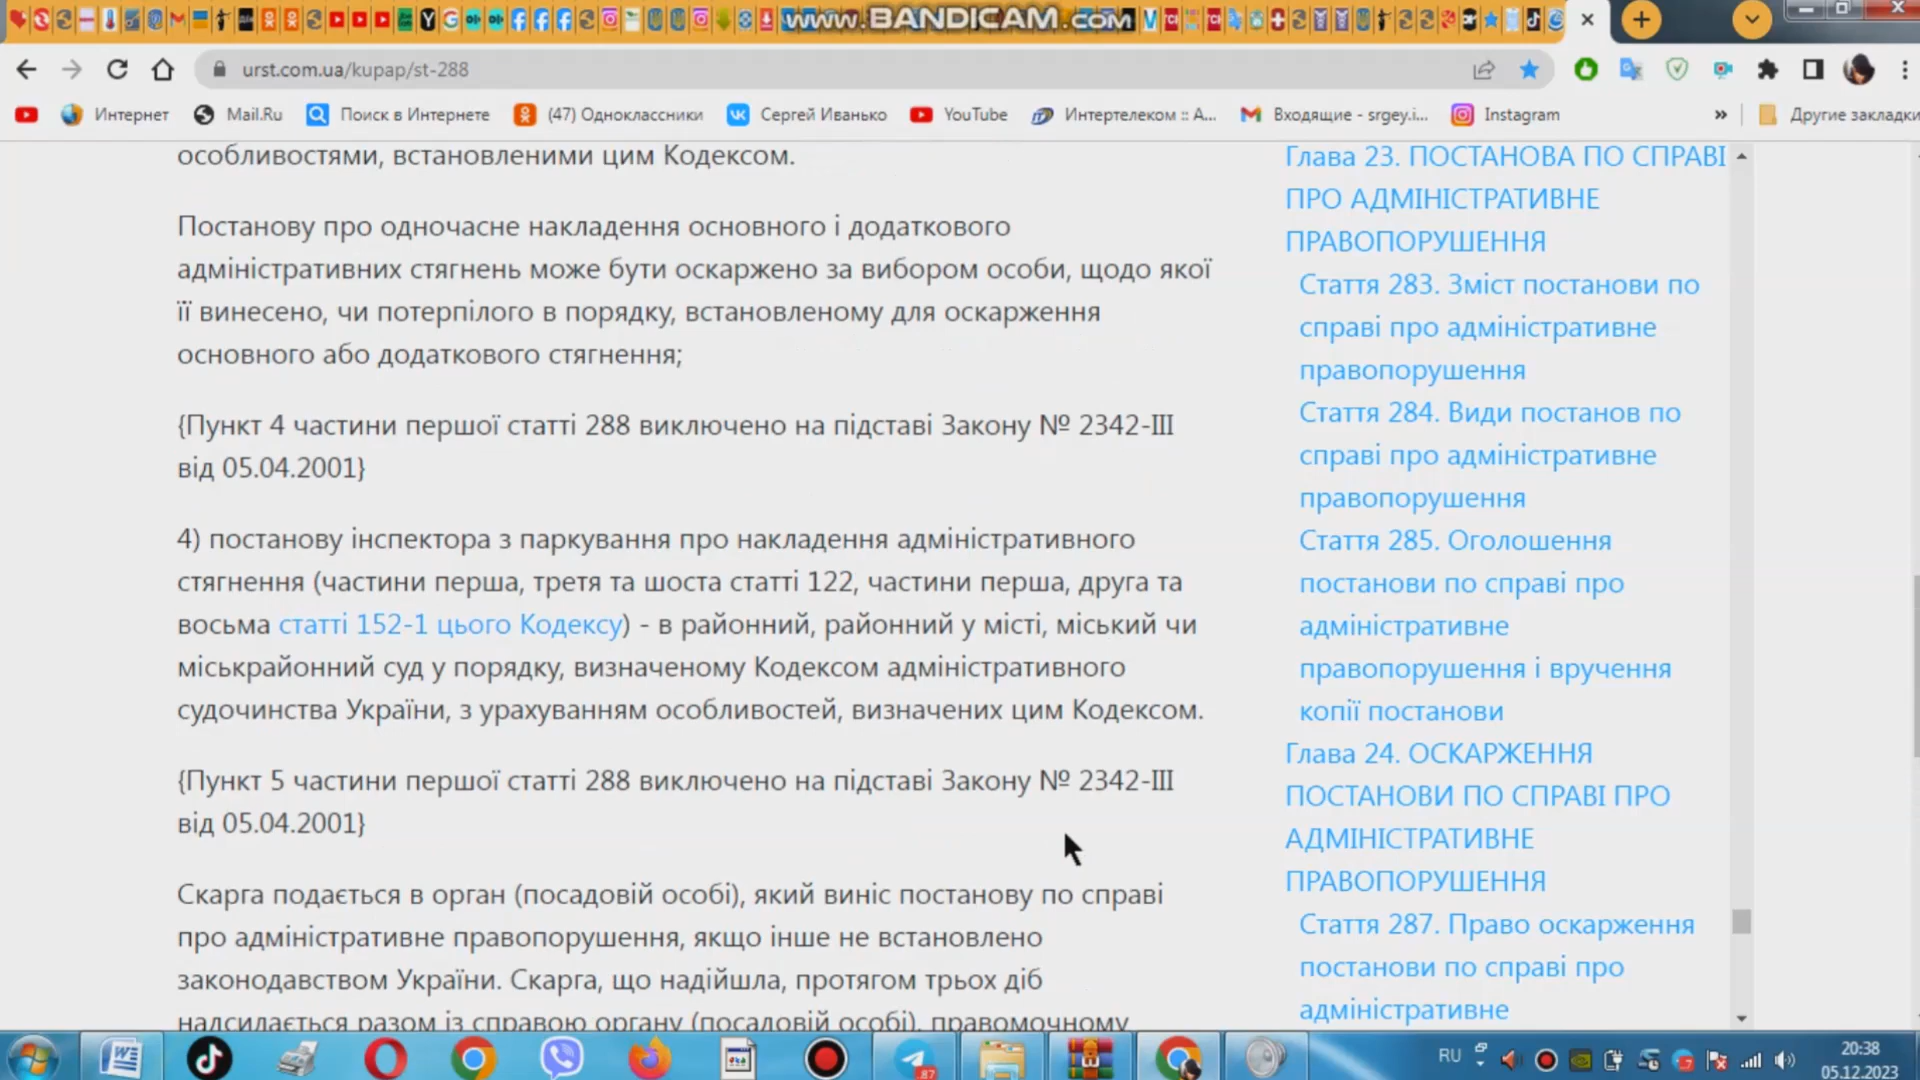 www.BANDICAM.com
urst.com.ua/kupap/st-288
Интернет
Mail.Ru
Поиск в Интернете
(47) Одноклассники
Сергей Иванько
YouTube
Интертелеком :: А...
Входящие - srgey.i...
Instagram
»
Другие закладки
особливостями, встановленими цим Кодексом.
Постанову про одночасне накладення основного і додаткового
адміністративних стягнень може бути оскаржено за вибором особи, щодо якої
її винесено, чи потерпілого в порядку, встановленому для оскарження
основного або додаткового стягнення;
{Пункт 4 частини першої статті 288 виключено на підставі Закону № 2342-III
від 05.04.2001}
4) постанову інспектора з паркування про накладення адміністративного
стягнення (частини перша, третя та шоста статті 122, частини перша, друга та
восьма статті 152-1 цього Кодексу) - в районний, районний у місті, міський чи
міськрайонний суд у порядку, визначеному Кодексом адміністративного
судочинства України, з урахуванням особливостей, визначених цим Кодексом.
{Пункт 5 частини першої статті 288 виключено на підставі Закону № 2342-III
від 05.04.2001}
Скарга подається в орган (посадовій особі), який виніс постанову по справі
про адміністративне правопорушення, якщо інше не встановлено
законодавством України. Скарга, що надійшла, протягом трьох діб
надсилається разом із справою органу (посадовій особі), правомочному
Глава 23. ПОСТАНОВА ПО СПРАВІ
ПРО АДМІНІСТРАТИВНЕ
ПРАВОПОРУШЕННЯ
Стаття 283. Зміст постанови по
справі про адміністративне
правопорушення
Стаття 284. Види постанов по
справі про адміністративне
правопорушення
Стаття 285. Оголошення
постанови по справі про
адміністративне
правопорушення і вручення
копії постанови
Глава 24. ОСКАРЖЕННЯ
ПОСТАНОВИ ПО СПРАВІ ПРО
АДМІНІСТРАТИВНЕ
ПРАВОПОРУШЕННЯ
Стаття 287. Право оскарження
постанови по справі про
адміністративне
87
RU
20:38
05.12.2023